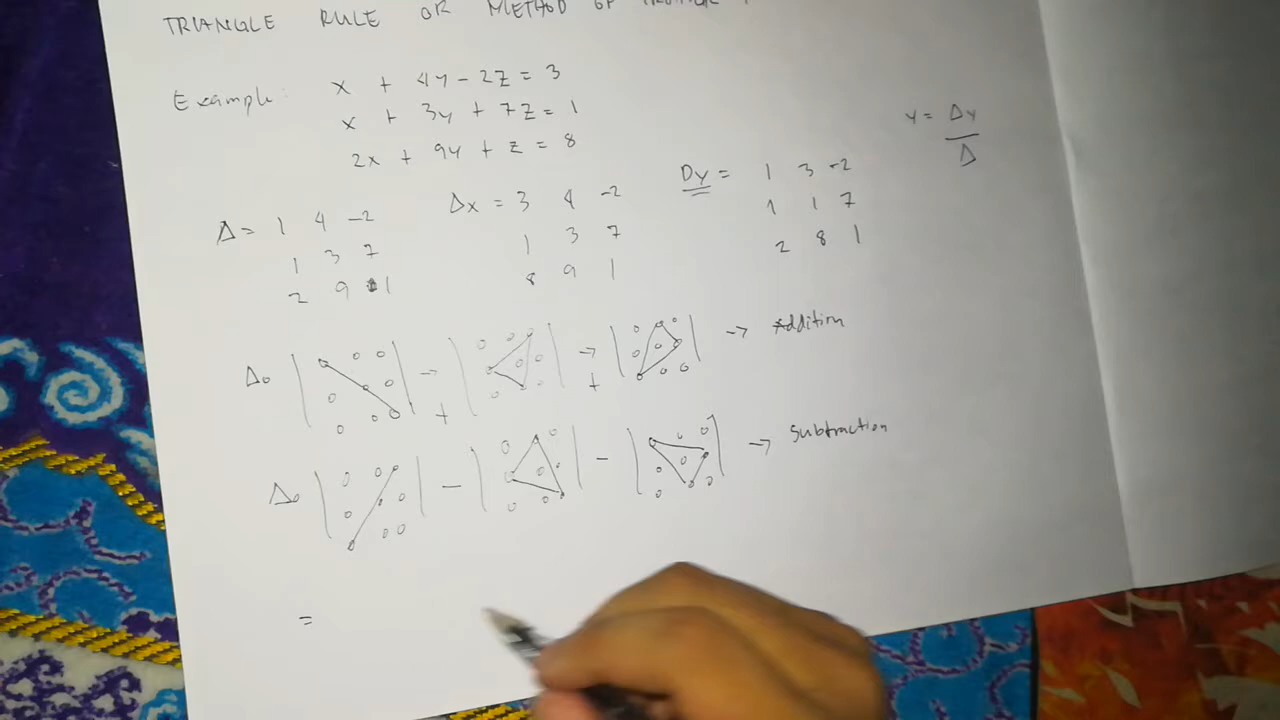 TRIANGLE RULE OR METHOD OF
Example: x + 4y - 2z = 3
x + 3y + 7z = 1
2x + 9y + z = 8
y = Δy / Δ
Δ = 1 4 -2
1 3 7
2 9 1
Δx = 3 4 -2
1 3 7
8 9 1
Dy = 1 3 -2
1 1 7
2 8 1
Δo → + → + → Addition
Δo - - → Subtraction
=